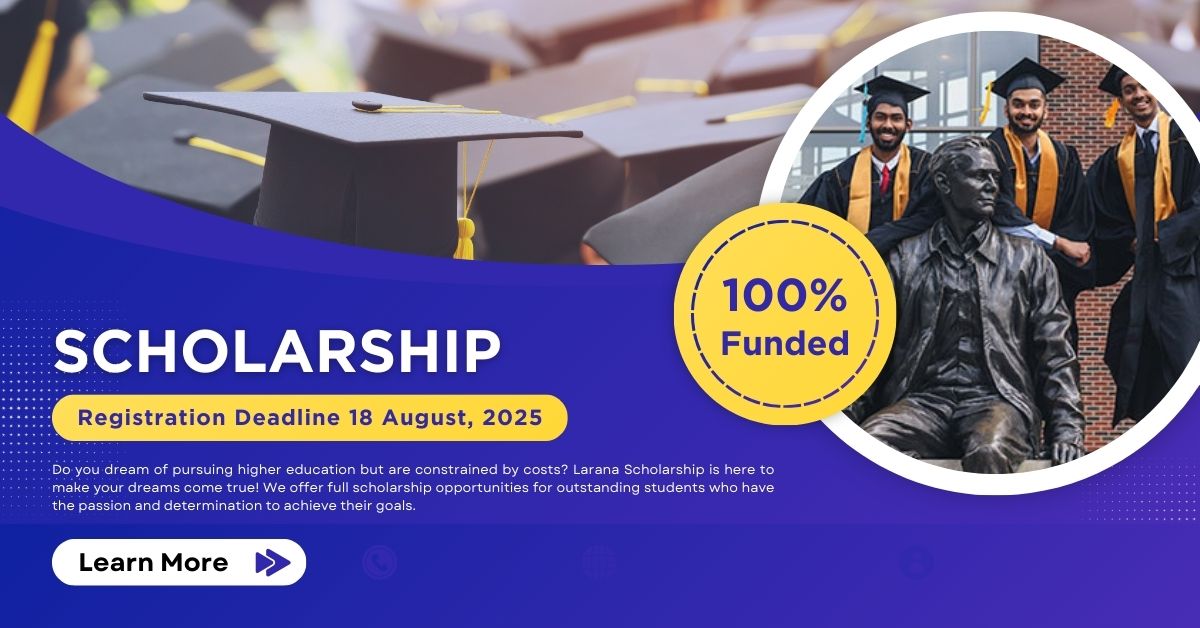 100%
Funded
SCHOLARSHIP
Registration Deadline 18 August, 2025
Do you dream of pursuing higher education but are constrained by costs? Larana Scholarship is here to
make your dreams come true! We offer full scholarship opportunities for outstanding students who have
the passion and determination to achieve their goals.
Learn More